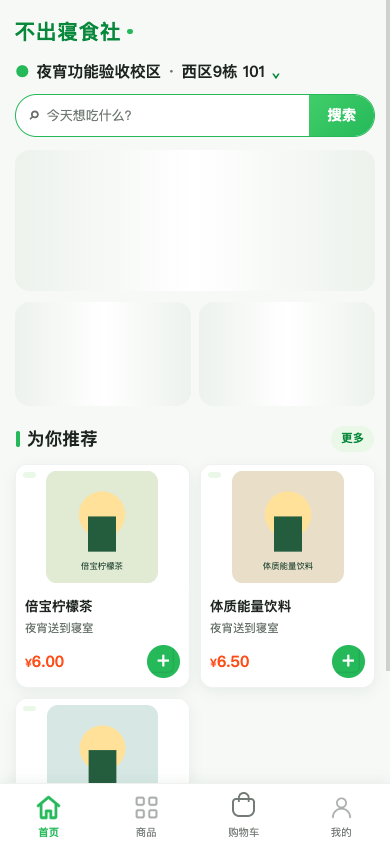 不出寝食社
夜宵功能验收校区 · 西区9栋 101
今天想吃什么?
搜索
为你推荐
更多
倍宝柠檬茶
体质能量饮料
倍宝柠檬茶
体质能量饮料
夜宵送到寝室
夜宵送到寝室
¥6.00
¥6.50
首页
商品
购物车
我的